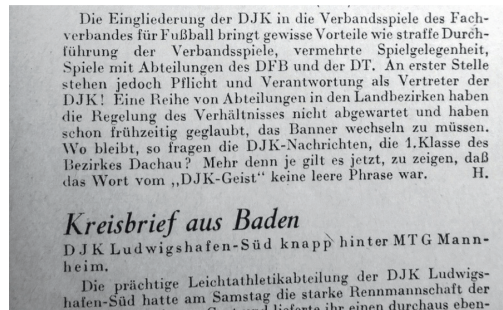 Die Eingliederung der DJK in die Verbandsspiele des Fach-
verbandes für Fußball bringt gewisse Vorteile wie straffe Durch-
führung der Verbandsspiele, vermehrte Spielgelegenheit,
Spiele mit Abteilungen des DFB und der DT. An erster Stelle
stehen jedoch Pflicht und Verantwortung als Vertreter der
DJK! Eine Reihe von Abteilungen in den Landbezirken haben
die Regelung des Verhältnisses nicht abgewartet und haben
schon frühzeitig geglaubt, das Banner wechseln zu müssen.
Wo bleibt, so fragen die DJK-Nachrichten, die 1.Klasse des
Bezirkes Dachau? Mehr denn je gilt es jetzt, zu zeigen, daß
das Wort vom „DJK-Geist“ keine leere Phrase war. H.
Kreisbrief aus Baden
DJK Ludwigshafen-Süd knapp hinter MTG Mann-
heim.
Die prächtige Leichtathletikabteilung der DJK Ludwigs-
hafen-Süd hatte am Samstag die starke Rennmannschaft der
und lieferte ihr einen durchaus eben-